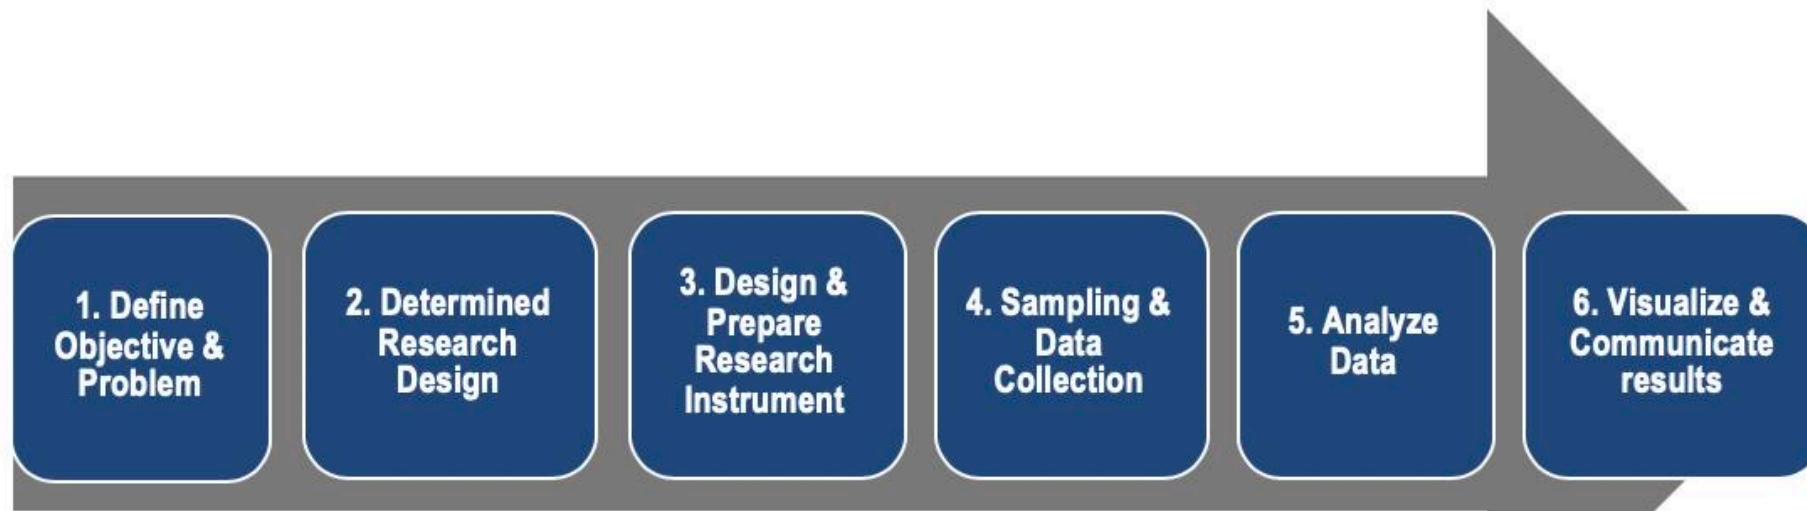 1. Define
Objective &
Problem
2. Determined
Research
Design
3. Design &
Prepare
Research
Instrument
4. Sampling &
Data
Collection
5. Analyze
Data
6. Visualize &
Communicate
results